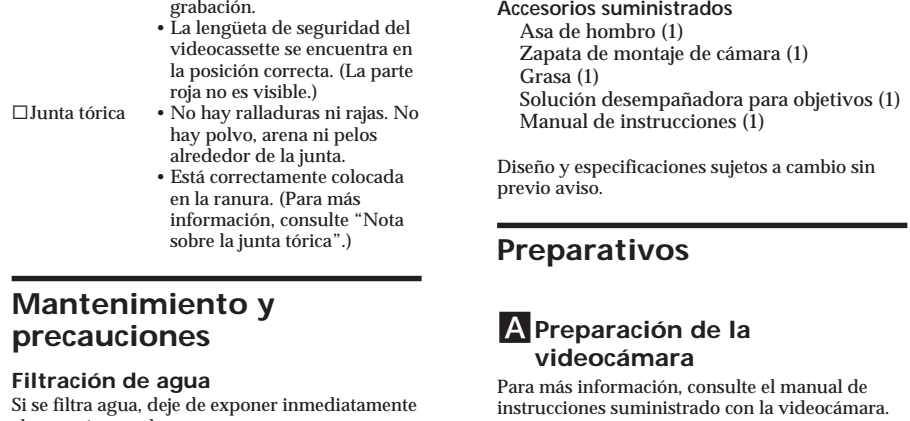 grabación.
• La lengüeta de seguridad del
videocassette se encuentra en
la posición correcta. (La parte
roja no es visible.)
□Junta tórica • No hay ralladuras ni rajas. No
hay polvo, arena ni pelos
alrededor de la junta.
• Está correctamente colocada
en la ranura. (Para más
información, consulte “Nota
sobre la junta tórica”.)
Mantenimiento y
precauciones
Filtración de agua
Si se filtra agua, deje de exponer inmediatamente
Accesorios suministrados
Asa de hombro (1)
Zapata de montaje de cámara (1)
Grasa (1)
Solución desempañadora para objetivos (1)
Manual de instrucciones (1)
Diseño y especificaciones sujetos a cambio sin
previo aviso.
Preparativos
A Preparación de la
videocámara
Para más información, consulte el manual de
instrucciones suministrado con la videocámara.